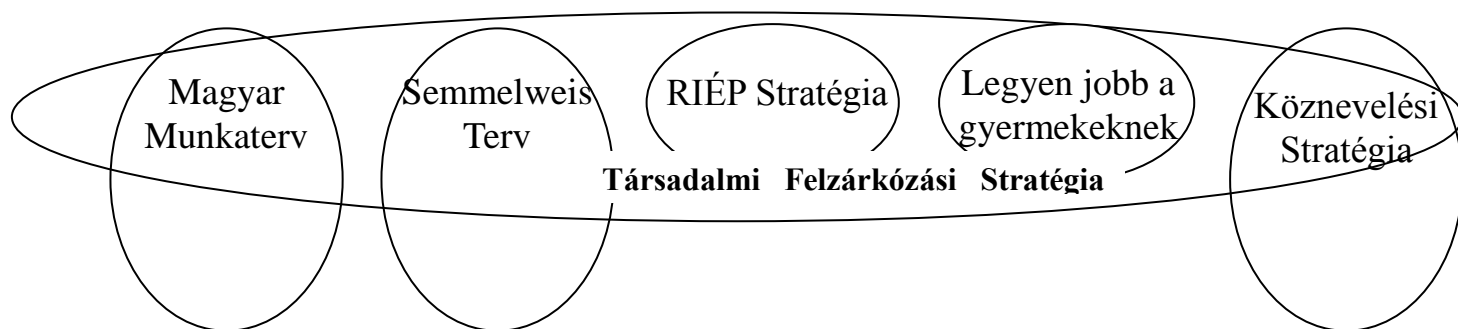 Magyar
Munkaterv
Semmelweis
Terv
RIÉP Stratégia
Legyen jobb a
gyermekeknek
Köznevelési
Stratégia
Társadalmi Felzárkózási Stratégia